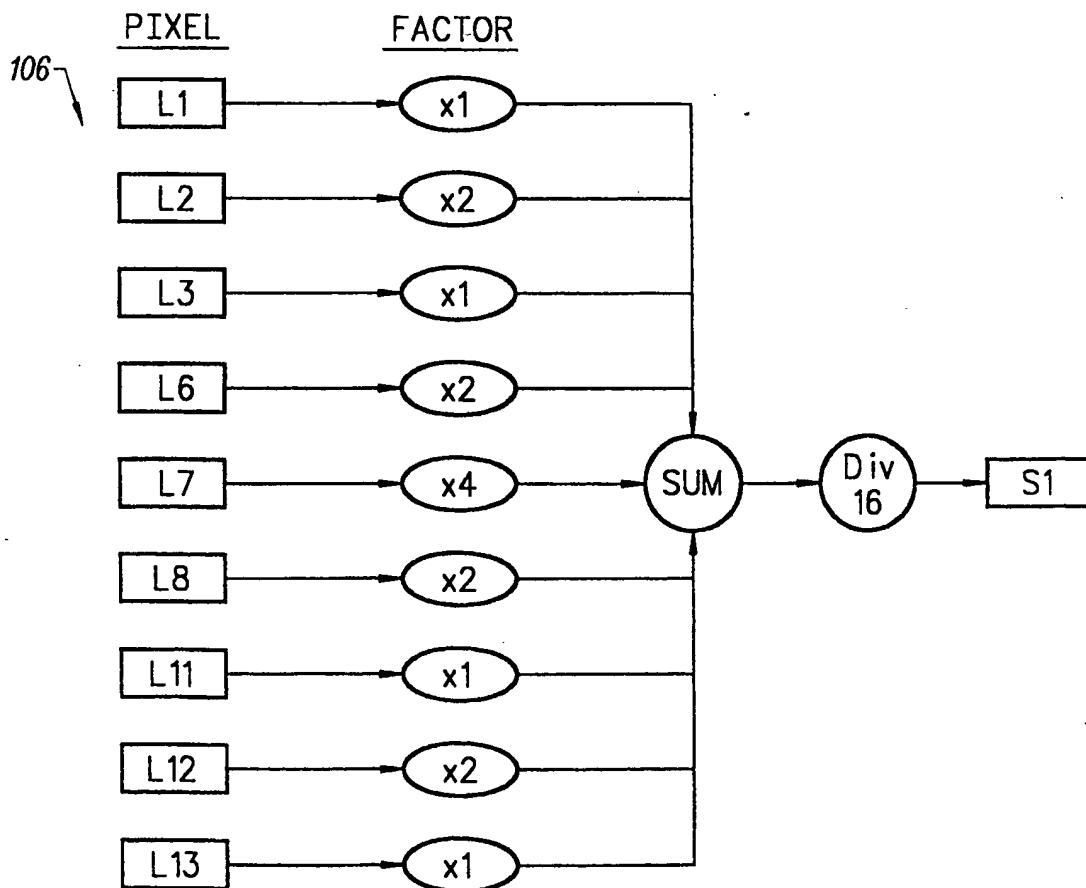 PIXEL FACTOR
106
L1 x1
L2 x2
L3 x1
L6 x2
L7 x4 SUM Div 16 S1
L8 x2
L11 x1
L12 x2
L13 x1